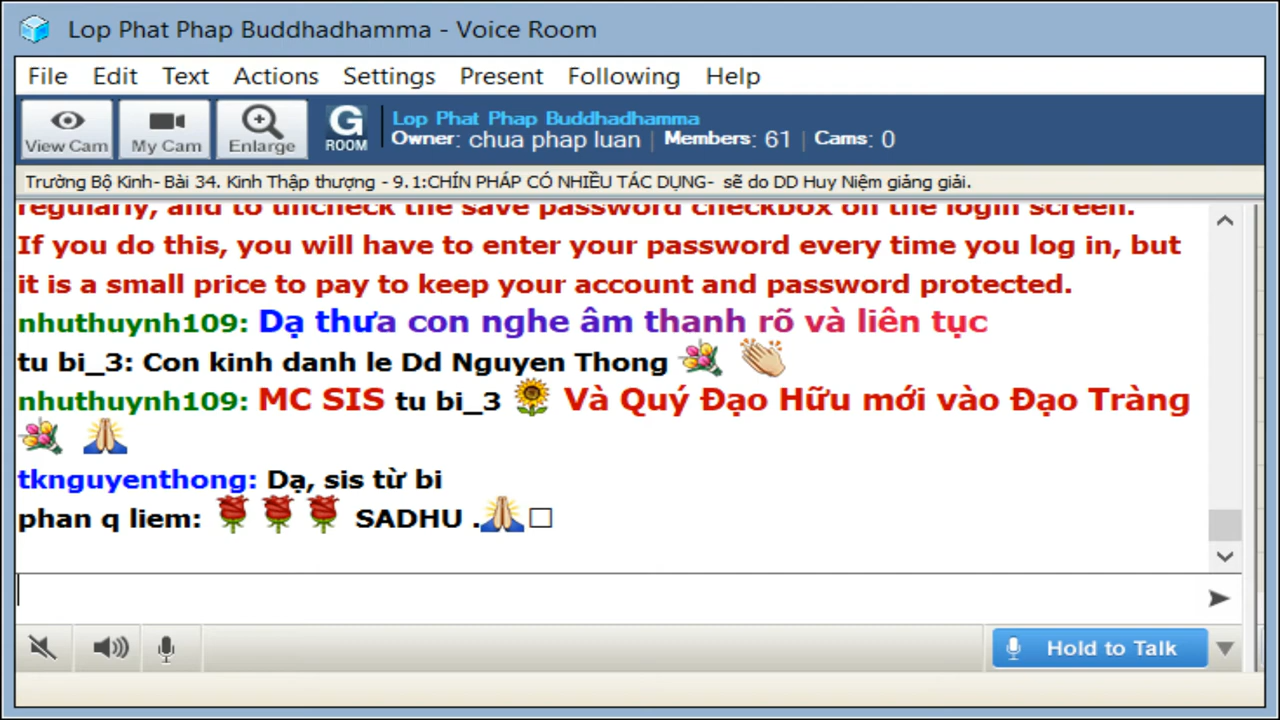 Lop Phat Phap Buddhadhamma - Voice Room
File Edit Text Actions Settings Present Following Help
View Cam My Cam Enlarge G ROOM
Lop Phat Phap Buddhadhamma
Owner: chua phap luan | Members: 61 | Cams: 0
Trường Bộ Kinh- Bài 34. Kinh Thập thượng - 9.1:CHÍN PHÁP CÓ NHIỀU TÁC DỤNG- sẽ do DD Huy Niệm giảng giải.
regularly, and to uncheck the save password checkbox on the login screen.
If you do this, you will have to enter your password every time you log in, but
it is a small price to pay to keep your account and password protected.
nhuthuynh109: Dạ thưa con nghe âm thanh rõ và liên tục
tu bi_3: Con kinh danh le Dd Nguyen Thong
nhuthuynh109: MC SIS tu bi_3 Và Quý Đạo Hữu mới vào Đạo Tràng
tknguyenthong: Dạ, sis từ bi
phan q liem: SADHU .
Hold to Talk